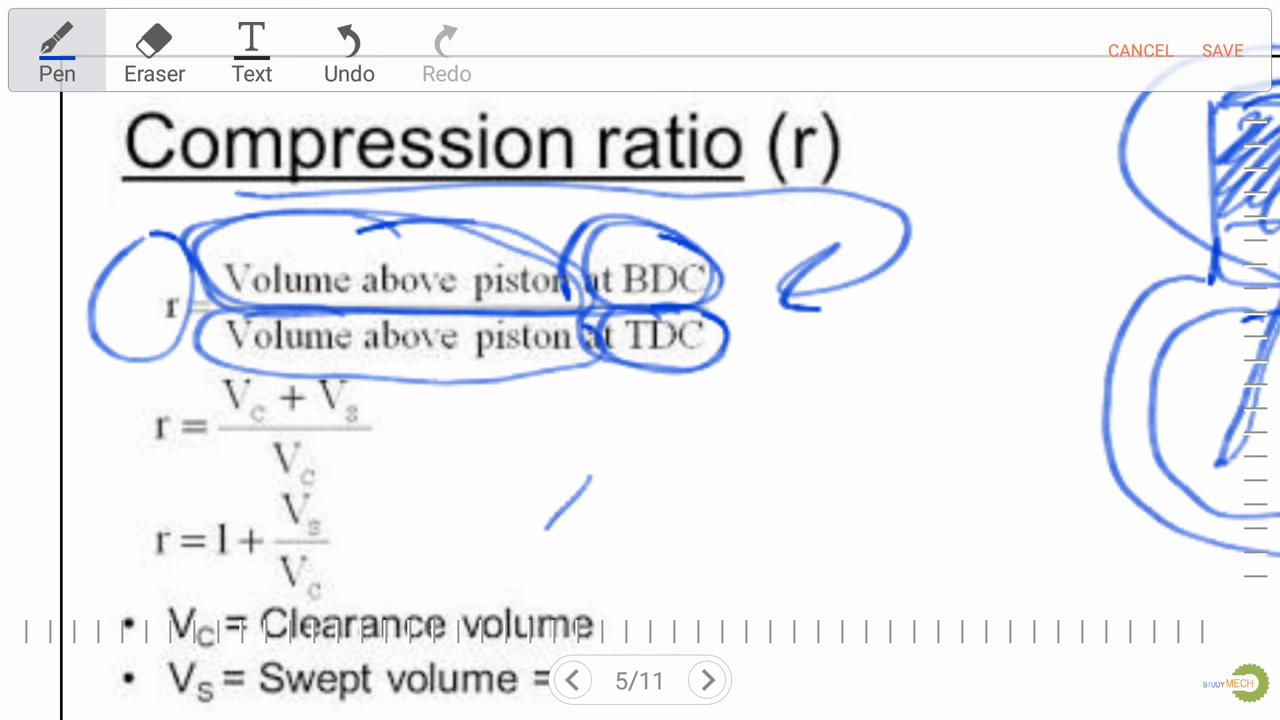 Pen Eraser Text Undo Redo CANCEL SAVE
Compression ratio (r)
r = Volume above piston at BDC
Volume above piston at TDC
r = Vc + Vs
Vc
r = 1 + Vs
Vc
• VC = Clearance volume
• VS = Swept volume =
5/11
STUDY MECH